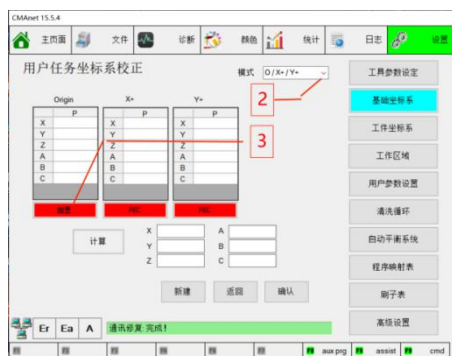 CMAnet 15.5.4
主页面 文件 诊断 颜色 统计 日志 设置
用户任务坐标系校正
模式 O / X+ / Y+
工具参数设定
2
Origin X+ Y+
基础坐标系
P P P
X X X
3
Y Y Y
工件坐标系
Z Z Z
A A A
工作区域
B B B
C C C
用户参数设置
REC
清洗循环
X A
计算
Y B
自动平衡系统
Z C
程序映射表
新建 返回 确认
刷子表
Er Ea A 通讯修复:完成!
高级设置
aux prg assist cmd